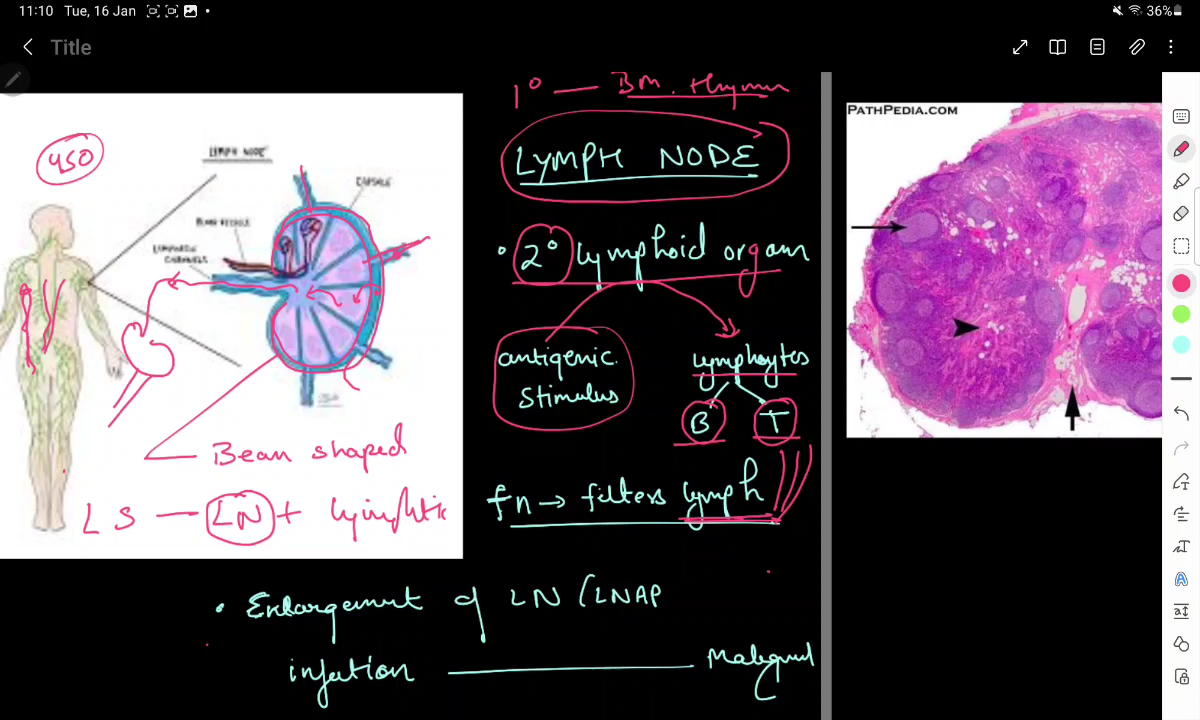 11:10 Tue, 16 Jan
36%
Title
1° — BM. thymus
LYMPH NODE
• 2° lymphoid organ
antigenic stimulus
lymphoytes
B T
fn → filters lymph
450
LYMPH NODE
CAPSULE
BLOOD VESSELS
LYMPHATIC
CHANNELS
Bean shaped
LS — LN +
• Enlargement of LN (LNAP
infection — Malignant
PATHPEDIA.COM